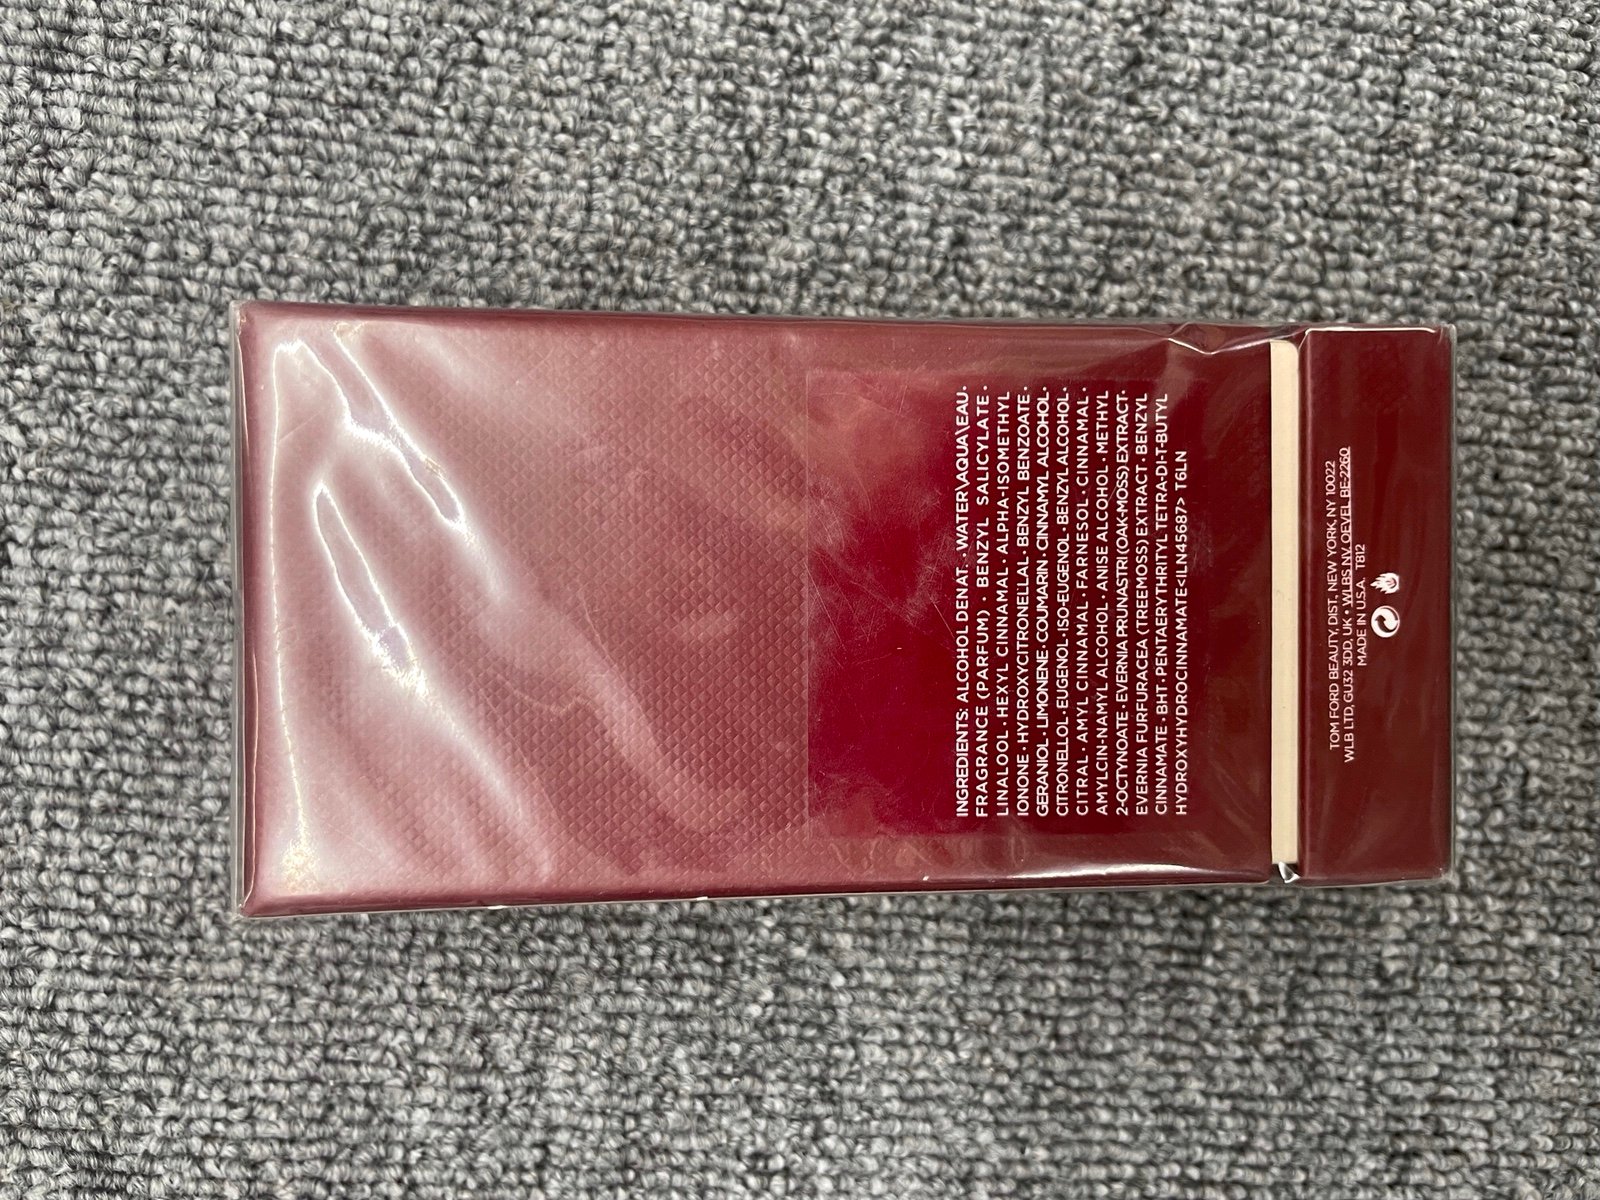 INGREDIENTS: ALCOHOL DENAT. • WATER\AQUA\EAU •
FRAGRANCE (PARFUM) • BENZYL SALICYLATE •
LINALOOL • HEXYL CINNAMAL • ALPHA-ISOMETHYL
IONONE • HYDROXYCITRONELLAL • BENZYL BENZOATE •
GERANIOL • LIMONENE • COUMARIN • CINNAMYL ALCOHOL •
CITRONELLOL • EUGENOL • ISO-EUGENOL • BENZYL ALCOHOL •
CITRAL • AMYL CINNAMAL • FARNESOL • CINNAMAL •
AMYLCIN-NAMYL ALCOHOL • ANISE ALCOHOL • METHYL
2-OCTYNOATE • EVERNIA PRUNASTRI (OAK-MOSS) EXTRACT •
EVERNIA FURFURACEA (TREEMOSS) EXTRACT • BENZYL
CINNAMATE • BHT • PENTAERYTHRITYL TETRA-DI-T-BUTYL
HYDROXYHYDROCINNAMATE<ILN45687> T6LN
TOM FORD BEAUTY, DIST. NEW YORK, NY 10022
WLB LTD, GU32 3DD, UK • WLBS NV OEVEL BE-2260
MADE IN U.S.A. T812